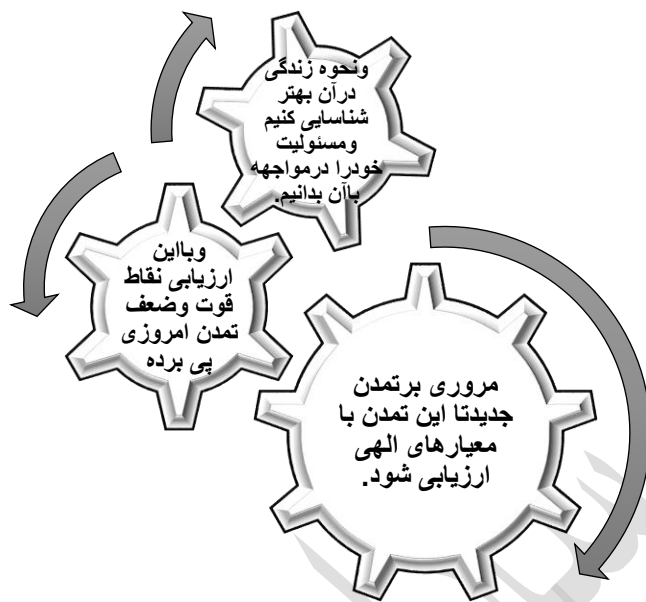 ونحوه زندگی
درآن بهتر
شناسایی کنیم
ومسئولیت
خودرا درمواجهه
باآن بدانیم.
وبااین
ارزیابی نقاط
قوت وضعف
تمدن امروزی
پی برده
مروری برتمدن
جدیدتا این تمدن با
معیارهای الهی
ارزیابی شود.